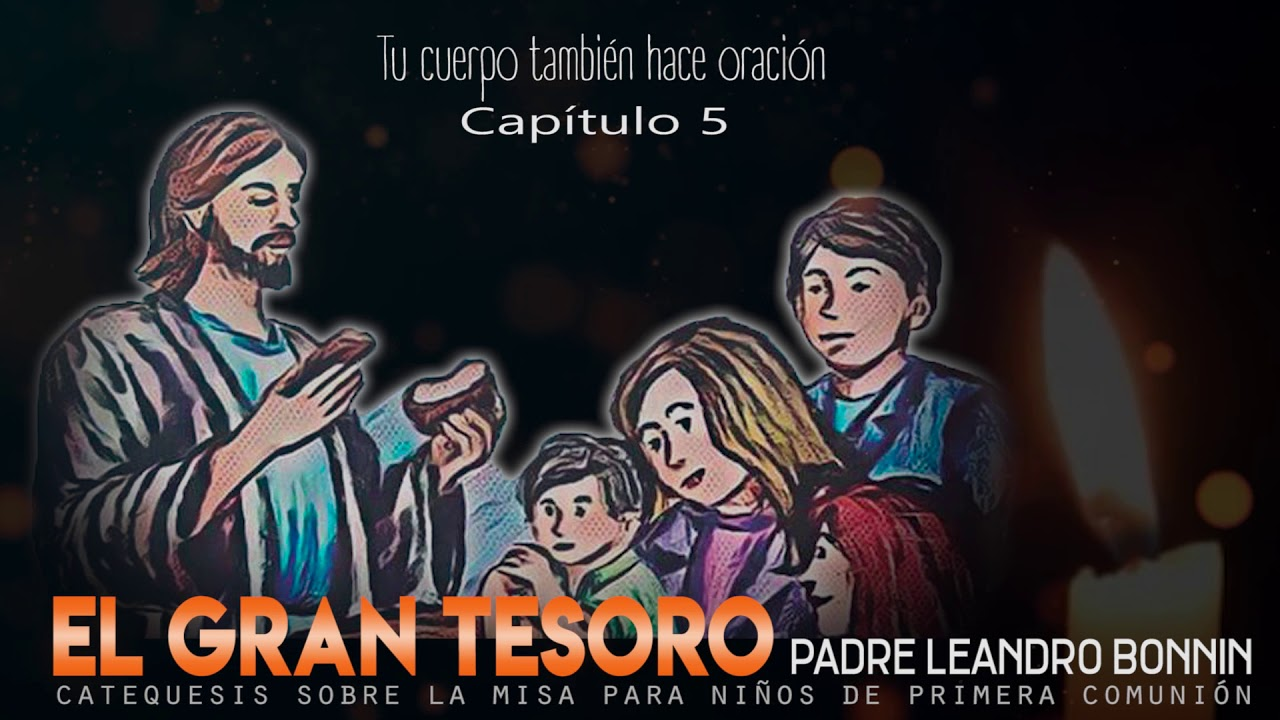 Tu cuerpo también hace oración
Capítulo 5
EL GRAN TESORO PADRE LEANDRO BONNIN
CATEQUESIS SOBRE LA MISA PARA NIÑOS DE PRIMERA COMUNIÓN